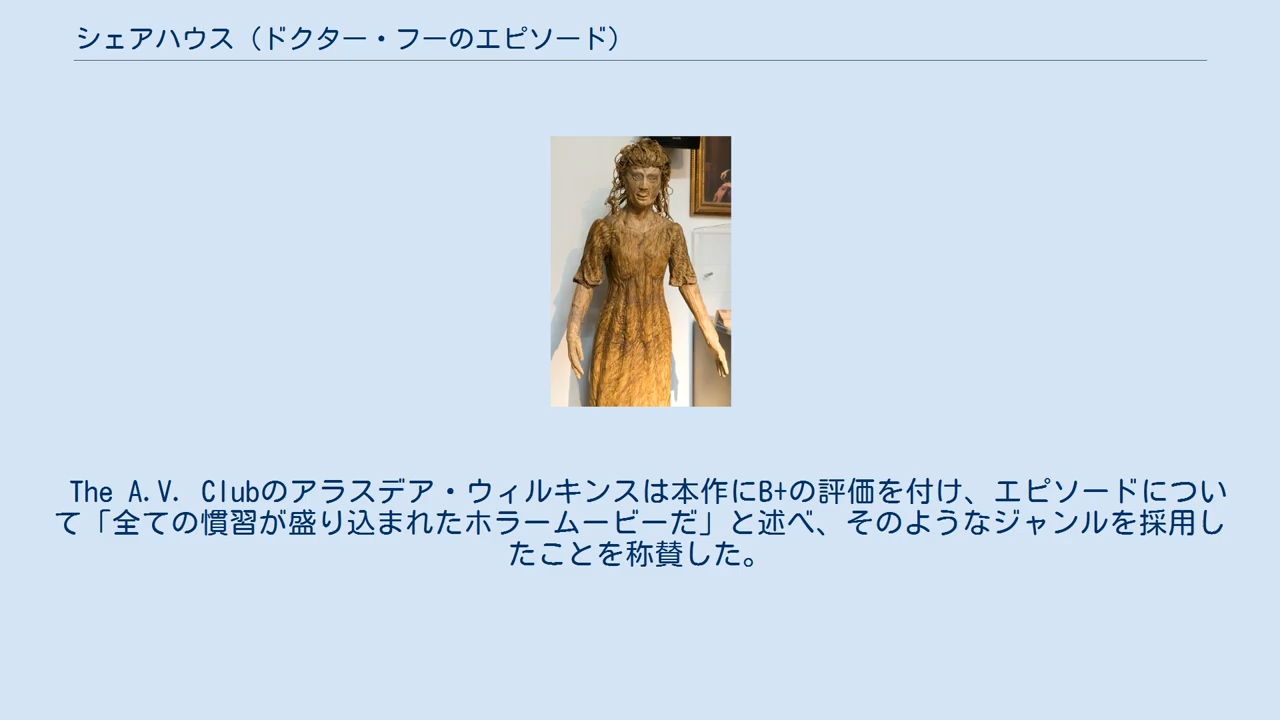 シェアハウス（ドクター・フーのエピソード）
The A.V. Clubのアラスデア・ウィルキンスは本作にB+の評価を付け、エピソードについ
て「全ての慣習が盛り込まれたホラームービーだ」と述べ、そのようなジャンルを採用し
たことを称賛した。